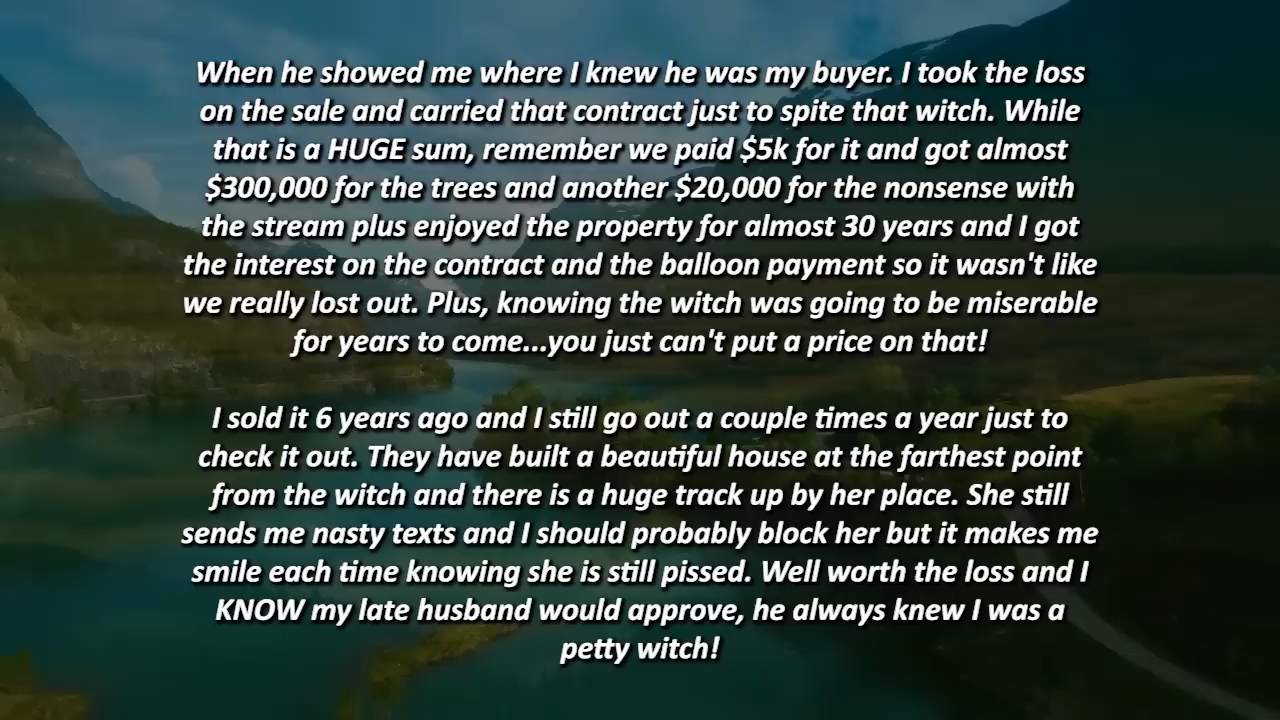 When he showed me where I knew he was my buyer. I took the loss
on the sale and carried that contract just to spite that witch. While
that is a HUGE sum, remember we paid $5k for it and got almost
$300,000 for the trees and another $20,000 for the nonsense with
the stream plus enjoyed the property for almost 30 years and I got
the interest on the contract and the balloon payment so it wasn't like
we really lost out. Plus, knowing the witch was going to be miserable
for years to come...you just can't put a price on that!
I sold it 6 years ago and I still go out a couple times a year just to
check it out. They have built a beautiful house at the farthest point
from the witch and there is a huge track up by her place. She still
sends me nasty texts and I should probably block her but it makes me
smile each time knowing she is still pissed. Well worth the loss and I
KNOW my late husband would approve, he always knew I was a
petty witch!